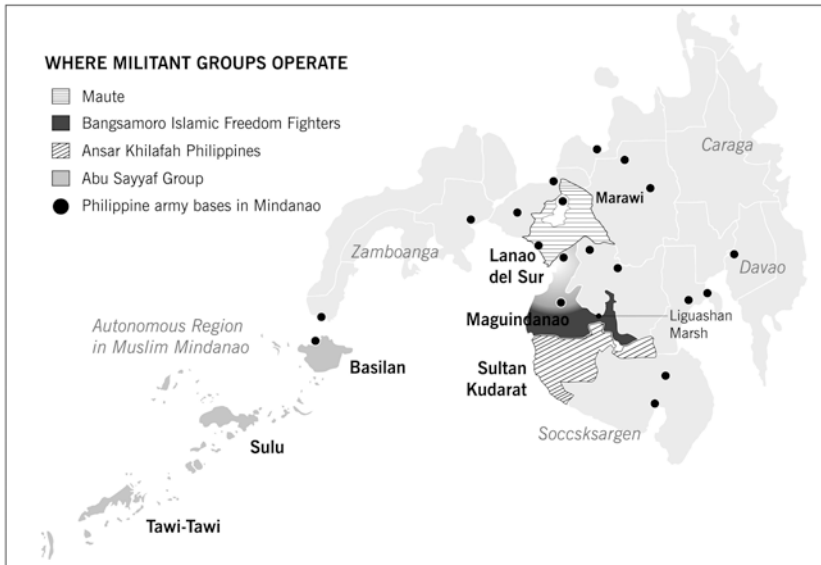 WHERE MILITANT GROUPS OPERATE
Maute
Bangsamoro Islamic Freedom Fighters
Ansar Khilafah Philippines
Abu Sayyaf Group
Philippine army bases in Mindanao
Caraga
Marawi
Zamboanga
Lanao
del Sur
Davao
Maguindanao
Liguashan
Marsh
Autonomous Region
in Muslim Mindanao
Basilan
Sultan
Kudarat
Soccsksargen
Sulu
Tawi-Tawi